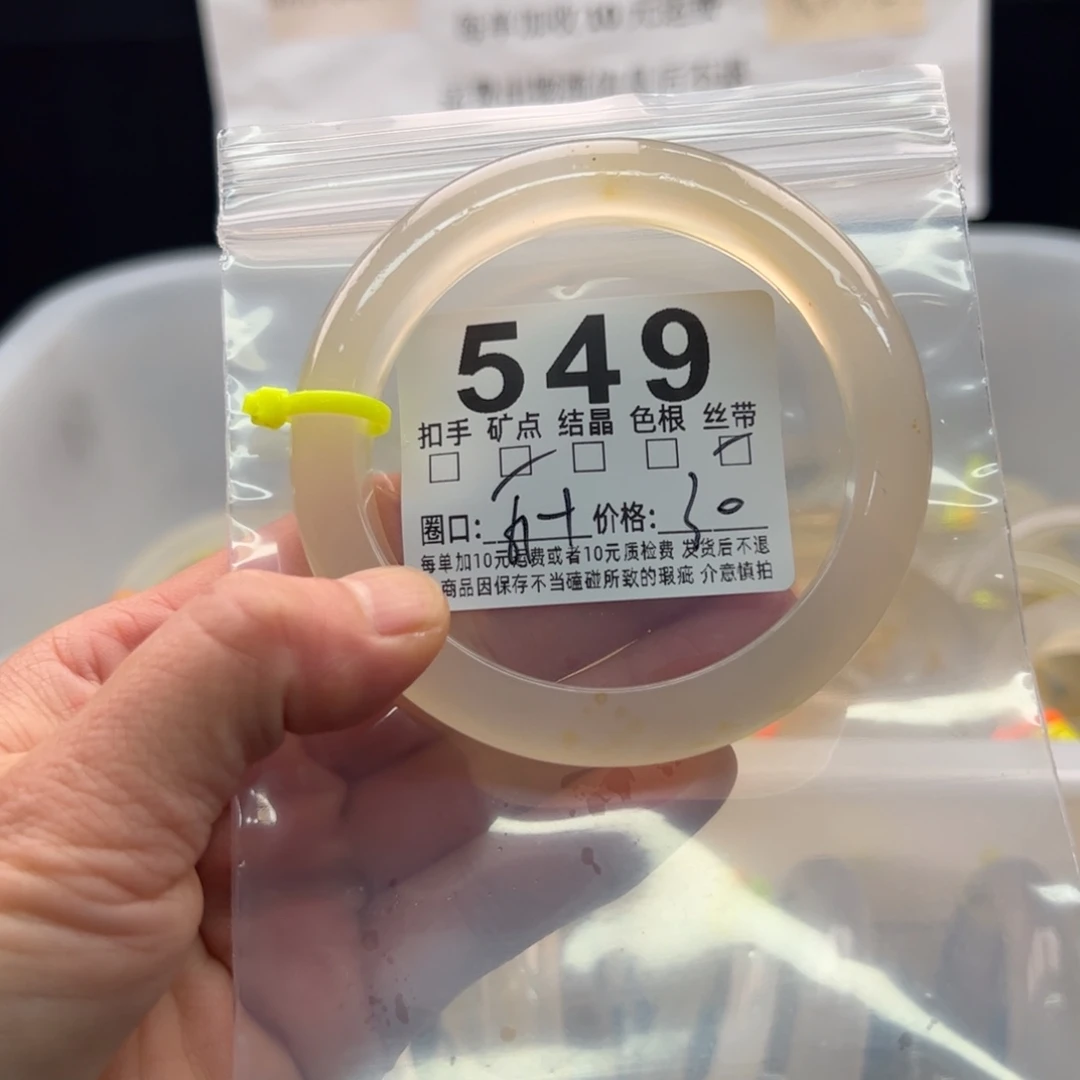 549
扣手 矿点 结晶 色根 丝带
圈口: 价格: 30
每单加10元运费或者10元质检费 发货后不退
商品因保存不当磕碰所致的瑕疵 介意慎拍